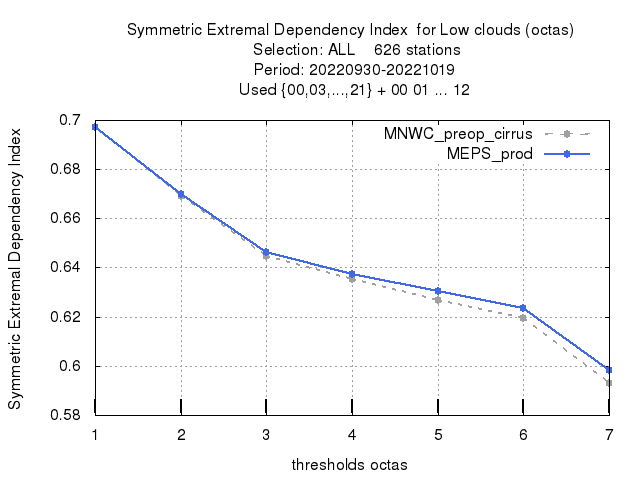 Symmetric Extremal Dependency Index  for Low clouds (octas)
Selection: ALL    626 stations
Period: 20220930-20221019
Used {00,03,...,21} + 00 01 ... 12
MNWC_preop_cirrus
MEPS_prod
Symmetric Extremal Dependency Index
0.7
0.68
0.66
0.64
0.62
0.6
0.58
1 2 3 4 5 6 7
thresholds octas